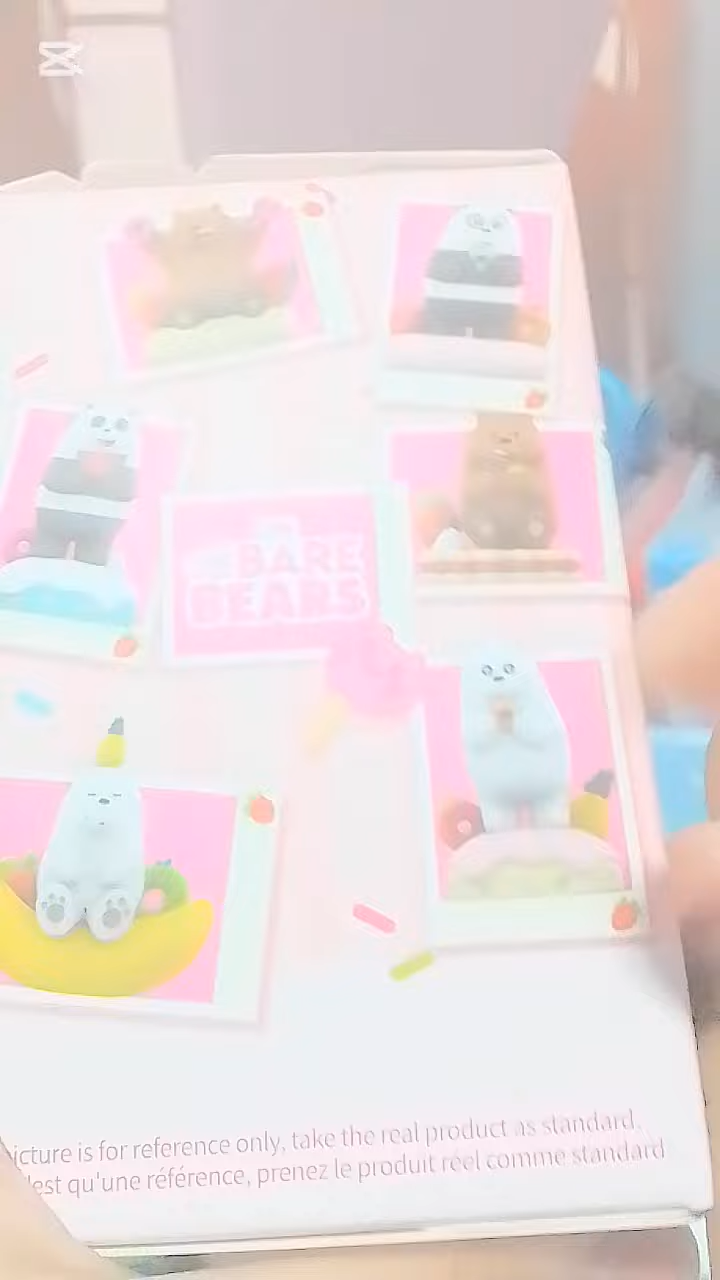 BARE
BEARS
icture is for reference only, take the real product as standard.
'est qu'une référence, prenez le produit réel comme standard